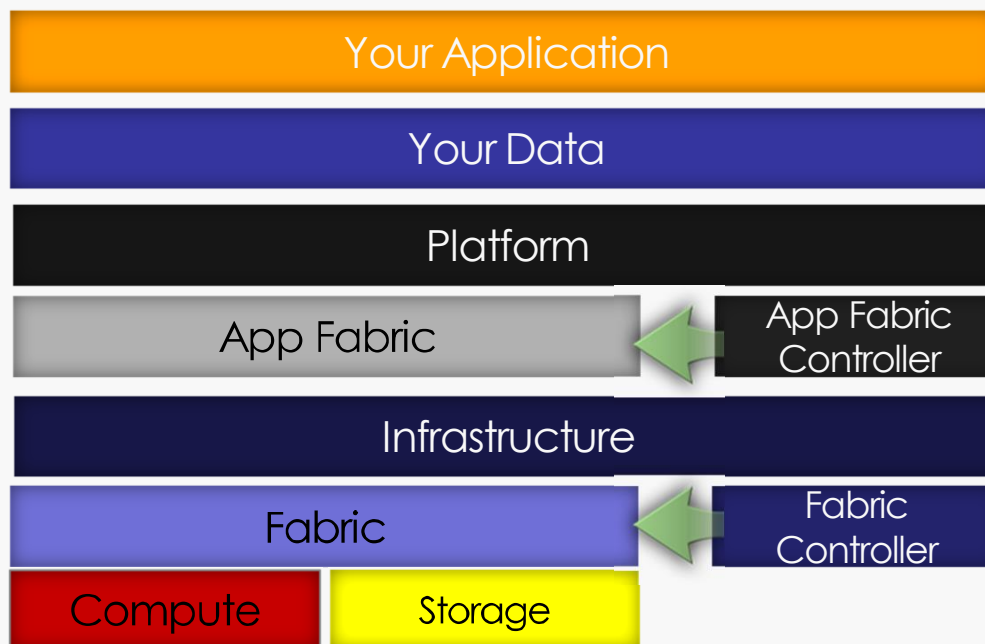 Your Application
Your Data
Platform
App Fabric
App Fabric
Controller
Infrastructure
Fabric
Fabric
Controller
Compute
Storage